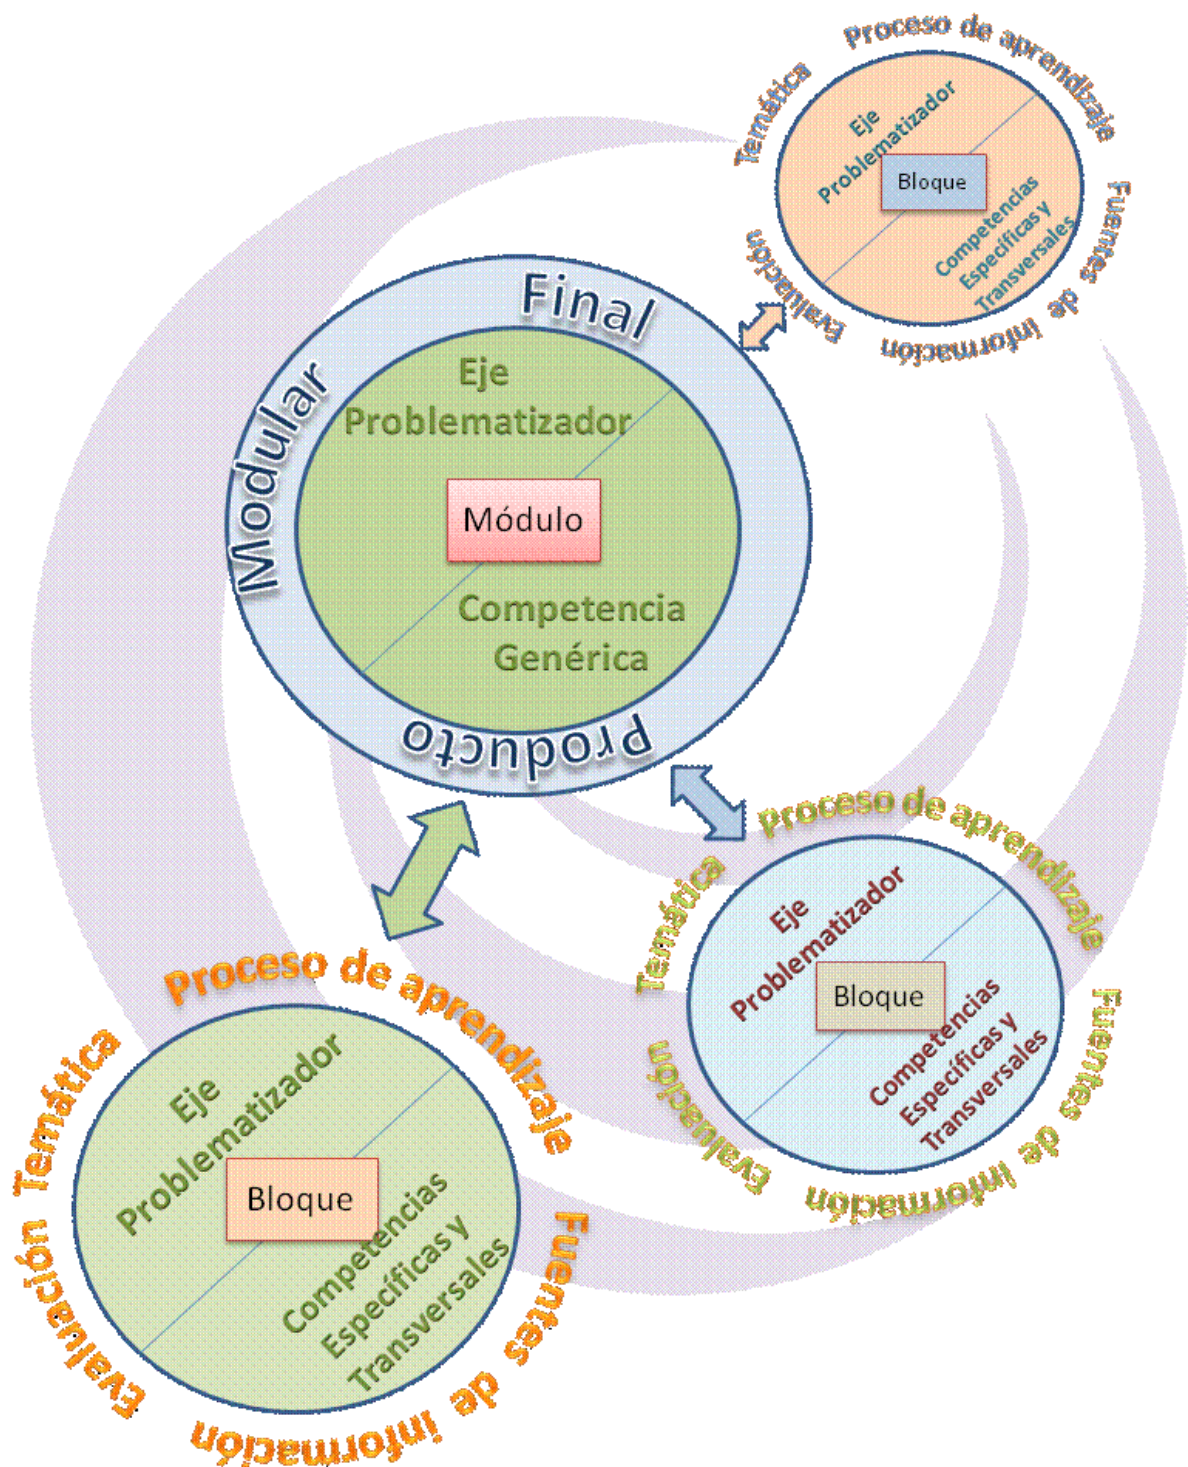 Proceso de aprendizaje
Temática
Eje
Problematizador
Bloque
Competencias
Específicas y
Transversales
Fuentes de información
Evaluación
Final
Modular
Eje
Problematizador
Módulo
Competencia
Genérica
Producto
Proceso de aprendizaje
Temática
Eje
Problematizador
Bloque
Competencias
Específicas y
Transversales
Fuentes de información
Evaluación
Proceso de aprendizaje
Temática
Eje
Problematizador
Bloque
Competencias
Específicas y
Transversales
Fuentes de información
Evaluación